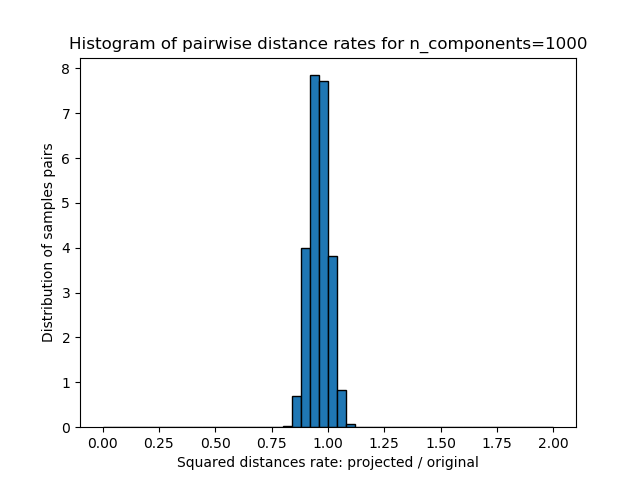 Histogram of pairwise distance rates for n_components=1000
8
7
6
5
4
3
2
1
0
Distribution of samples pairs
0.00 0.25 0.50 0.75 1.00 1.25 1.50 1.75 2.00
Squared distances rate: projected / original